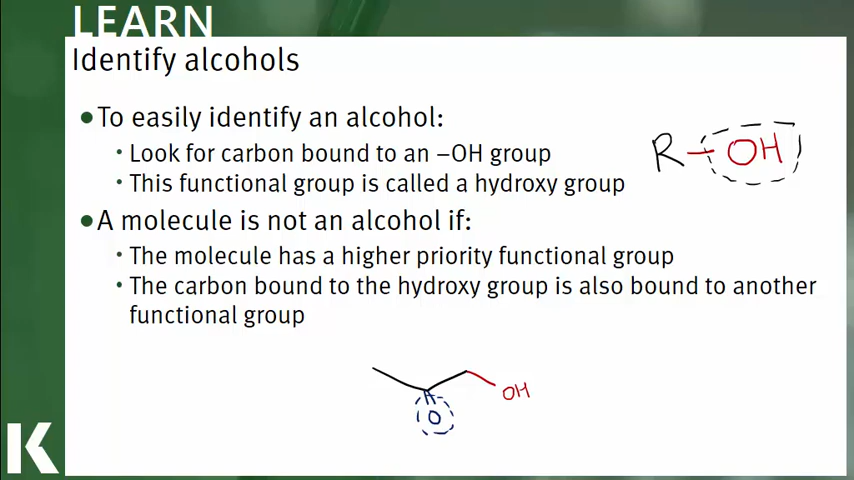 LEARN
Identify alcohols
•To easily identify an alcohol:
• Look for carbon bound to an –OH group
• This functional group is called a hydroxy group
R–OH
•A molecule is not an alcohol if:
• The molecule has a higher priority functional group
• The carbon bound to the hydroxy group is also bound to another
functional group
OH
O
K